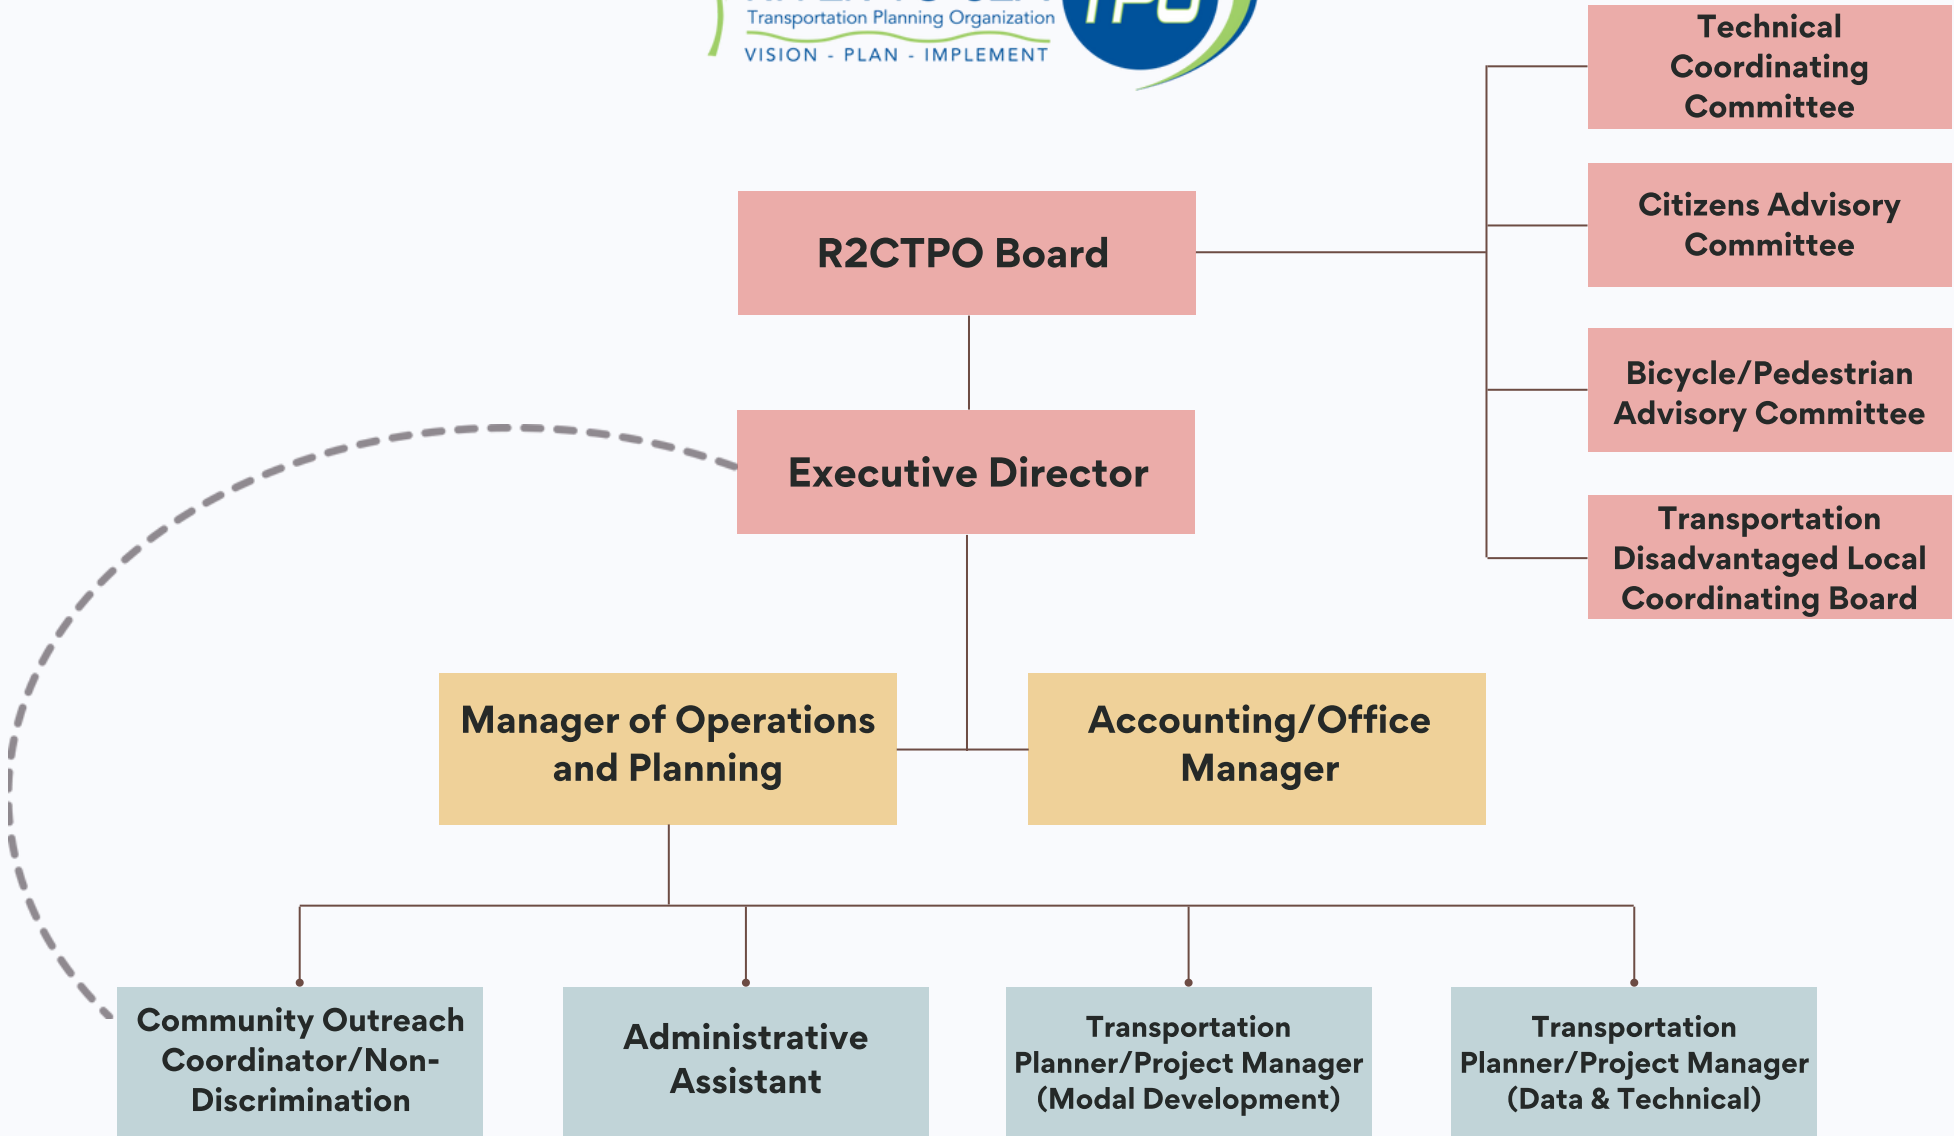 Transportation Planning Organization
VISION - PLAN - IMPLEMENT
TPO
Technical
Coordinating
Committee
Citizens Advisory
Committee
R2CTPO Board
Bicycle/Pedestrian
Advisory Committee
Executive Director
Transportation
Disadvantaged Local
Coordinating Board
Manager of Operations
and Planning
Accounting/Office
Manager
Community Outreach
Coordinator/Non-
Discrimination
Administrative
Assistant
Transportation
Planner/Project Manager
(Modal Development)
Transportation
Planner/Project Manager
(Data & Technical)